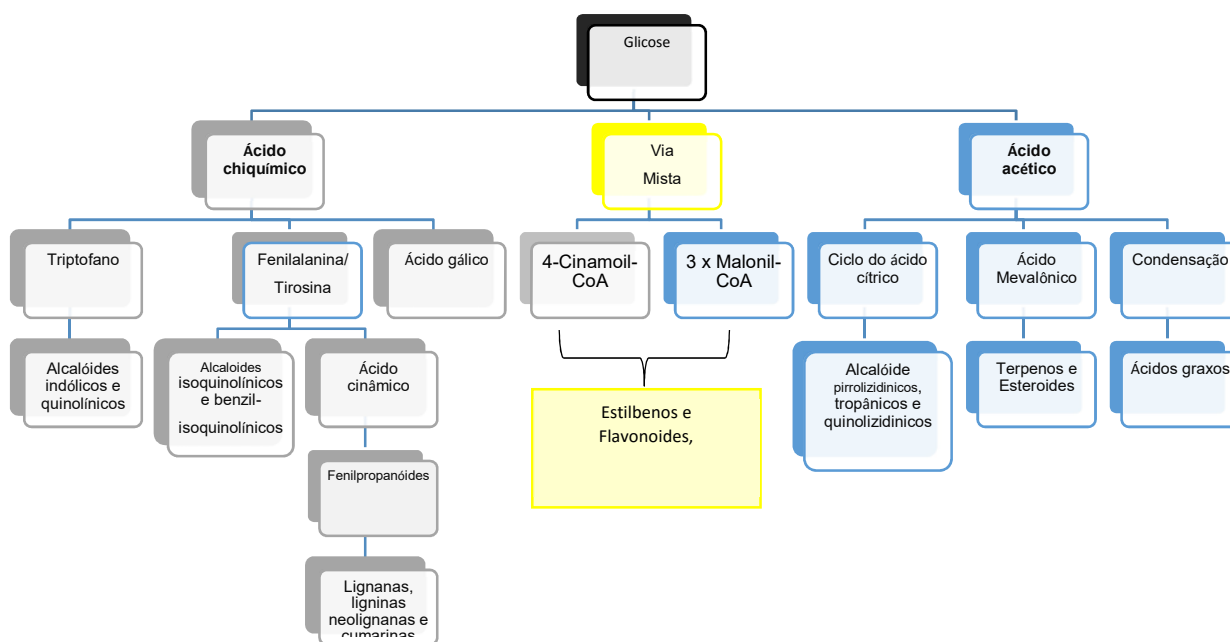 Glicose
Ácido
chiquímico
Via
Mista
Ácido
acético
Triptofano
Fenilalanina/
Tirosina
Ácido gálico
4-Cinamoil-
CoA
3 x Malonil-
CoA
Ciclo do ácido
cítrico
Ácido
Mevalônico
Condensação
Alcalóides
indólicos e
quinolínicos
Alcaloides
isoquinolínicos
e benzil-
isoquinolínicos
Ácido
cinâmico
Estilbenos e
Flavonoides,
Alcalóide
pirrolizidinicos,
tropânicos e
quinolizidinicos
Terpenos e
Esteroides
Ácidos graxos
Fenilpropanóides
Lignanas,
ligninas
neolignanas e
cumarinas